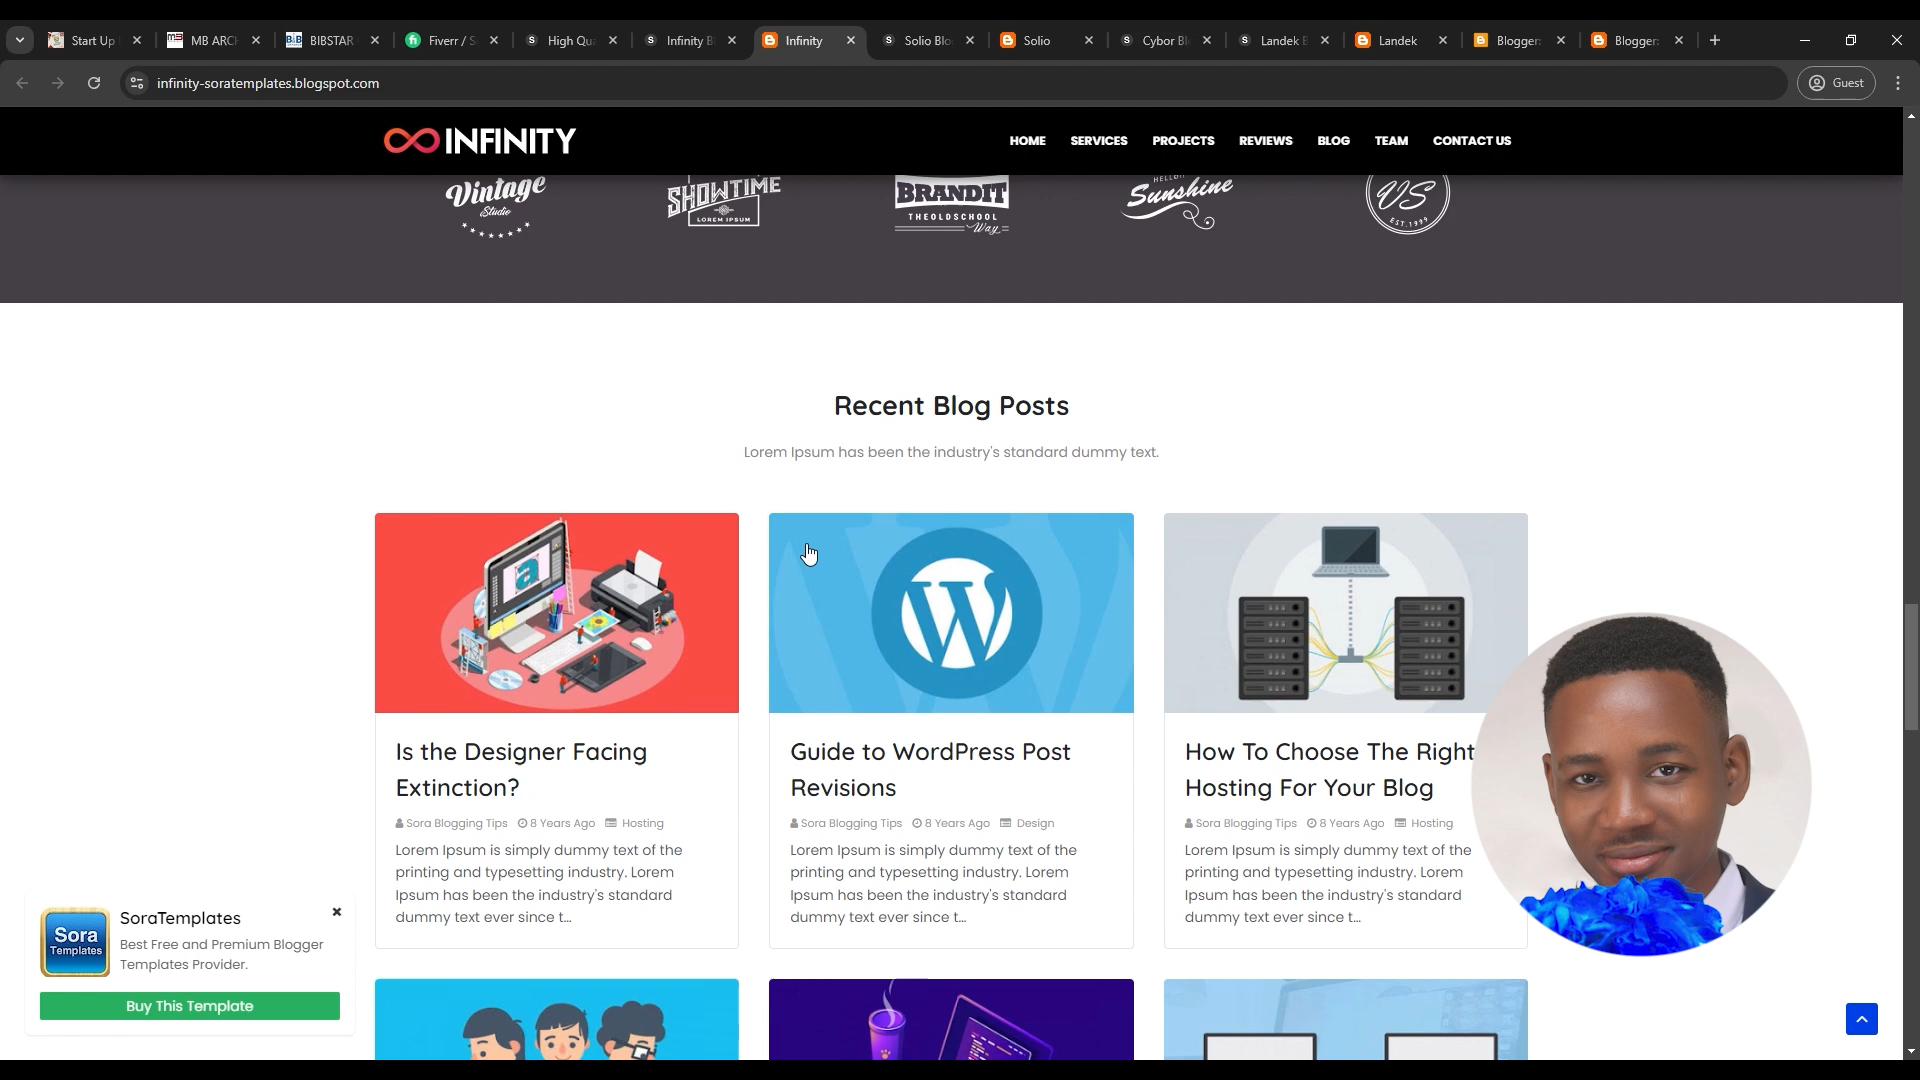 Start Up
MB ARC
BIBSTAR
Fiverr / S
High Qu
Infinity B
Infinity
Solio Blo
Solio
Cybor Bl
Landek B
Landek
Blogger:
Blogger:
infinity-soratemplates.blogspot.com
Guest
INFINITY
HOME SERVICES PROJECTS REVIEWS BLOG TEAM CONTACT US
Vintage
Studio
SHOWTIME
LOREM IPSUM
BRANDIT
THEOLDSCHOOL
Way
HELLO
Sunshine
VS
EST.1999
Recent Blog Posts
Lorem Ipsum has been the industry's standard dummy text.
Is the Designer Facing
Extinction?
Sora Blogging Tips 8 Years Ago Hosting
Lorem Ipsum is simply dummy text of the
printing and typesetting industry. Lorem
Ipsum has been the industry's standard
dummy text ever since t...
Guide to WordPress Post
Revisions
Sora Blogging Tips 8 Years Ago Design
Lorem Ipsum is simply dummy text of the
printing and typesetting industry. Lorem
Ipsum has been the industry's standard
dummy text ever since t...
How To Choose The Right
Hosting For Your Blog
Sora Blogging Tips 8 Years Ago Hosting
Lorem Ipsum is simply dummy text of the
printing and typesetting industry. Lorem
Ipsum has been the industry's standard
dummy text ever since t...
Sora
Templates
SoraTemplates
Best Free and Premium Blogger
Templates Provider.
Buy This Template